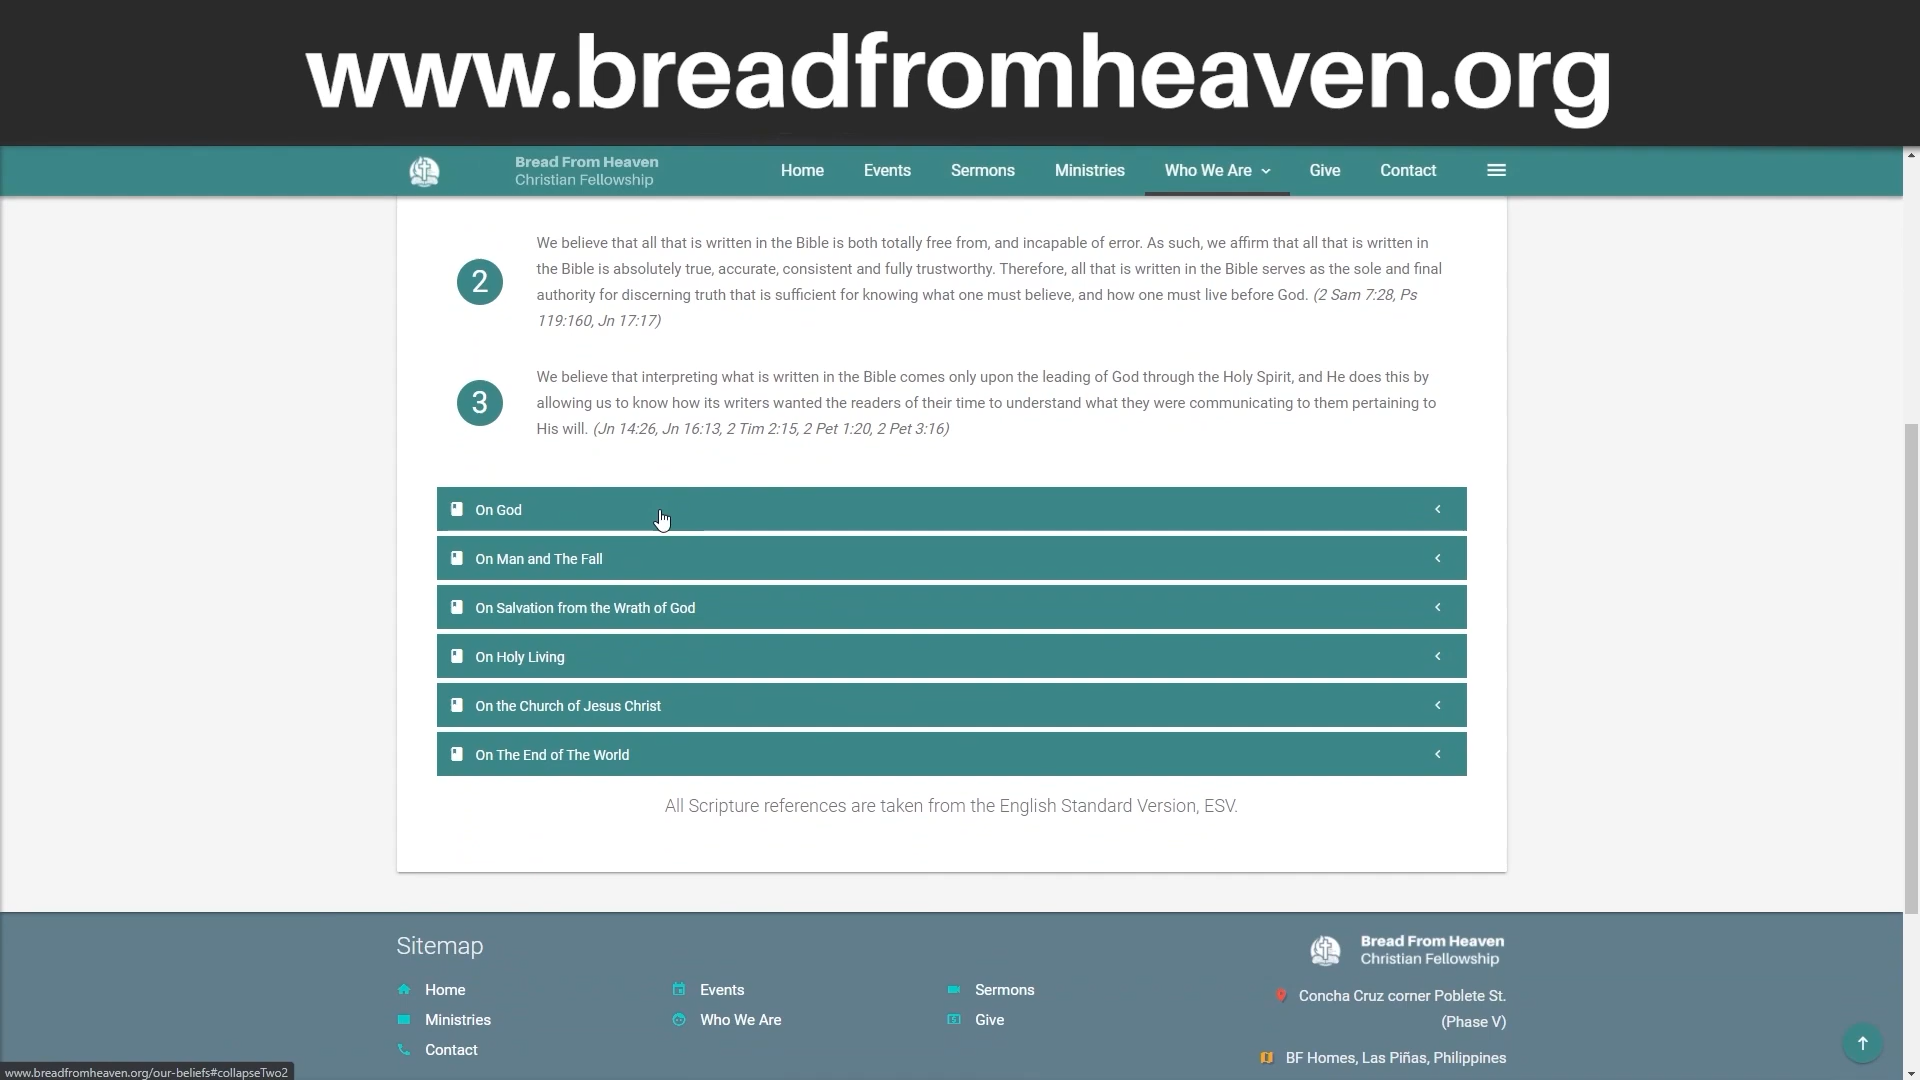 www.breadfromheaven.org
Bread From Heaven
Christian Fellowship
Home
Events
Sermons
Ministries
Who We Are
Give
Contact
2
We believe that all that is written in the Bible is both totally free from, and incapable of error. As such, we affirm that all that is written in
the Bible is absolutely true, accurate, consistent and fully trustworthy. Therefore, all that is written in the Bible serves as the sole and final
authority for discerning truth that is sufficient for knowing what one must believe, and how one must live before God. (2 Sam 7:28, Ps
119:160, Jn 17:17)
3
We believe that interpreting what is written in the Bible comes only upon the leading of God through the Holy Spirit, and He does this by
allowing us to know how its writers wanted the readers of their time to understand what they were communicating to them pertaining to
His will. (Jn 14:26, Jn 16:13, 2 Tim 2:15, 2 Pet 1:20, 2 Pet 3:16)
On God
On Man and The Fall
On Salvation from the Wrath of God
On Holy Living
On the Church of Jesus Christ
On The End of The World
All Scripture references are taken from the English Standard Version, ESV.
Sitemap
Home
Events
Sermons
Ministries
Who We Are
Give
Contact
Bread From Heaven
Christian Fellowship
Concha Cruz corner Poblete St.
(Phase V)
BF Homes, Las Piñas, Philippines
www.breadfromheaven.org/our-beliefs#collapseTwo2